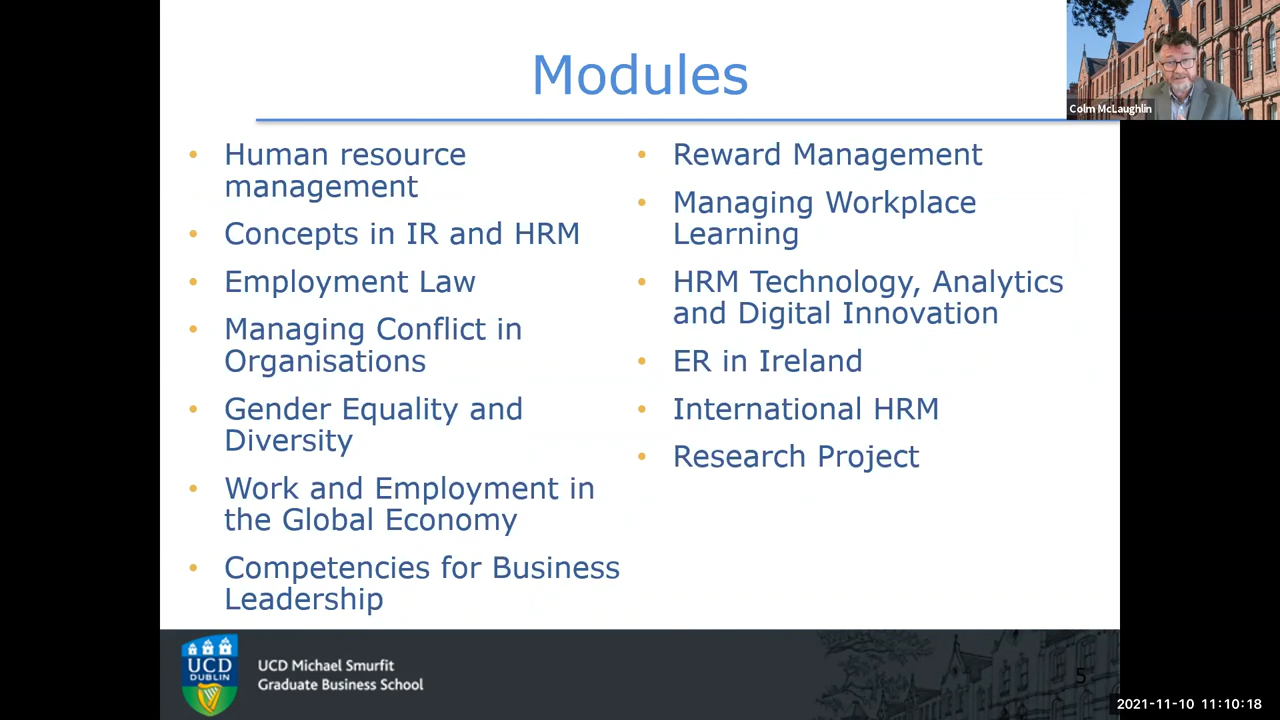 Modules
Colm McLaughlin
• Human resource
management
• Concepts in IR and HRM
• Employment Law
• Managing Conflict in
Organisations
• Gender Equality and
Diversity
• Work and Employment in
the Global Economy
• Competencies for Business
Leadership
• Reward Management
• Managing Workplace
Learning
• HRM Technology, Analytics
and Digital Innovation
• ER in Ireland
• International HRM
• Research Project
UCD
DUBLIN
UCD Michael Smurfit
Graduate Business School
5
2021-11-10 11:10:18